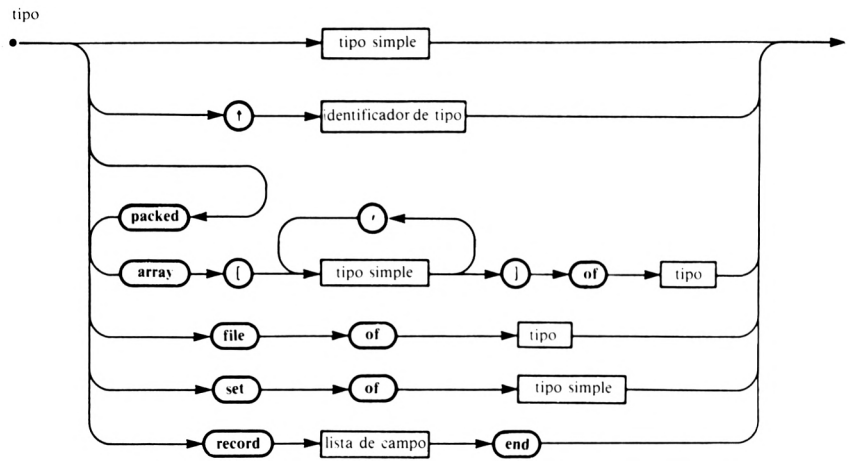 tipo
tipo simple
↑ identificador de tipo
packed
,
array [ tipo simple ] of tipo
file of tipo
set of tipo simple
record lista de campo end